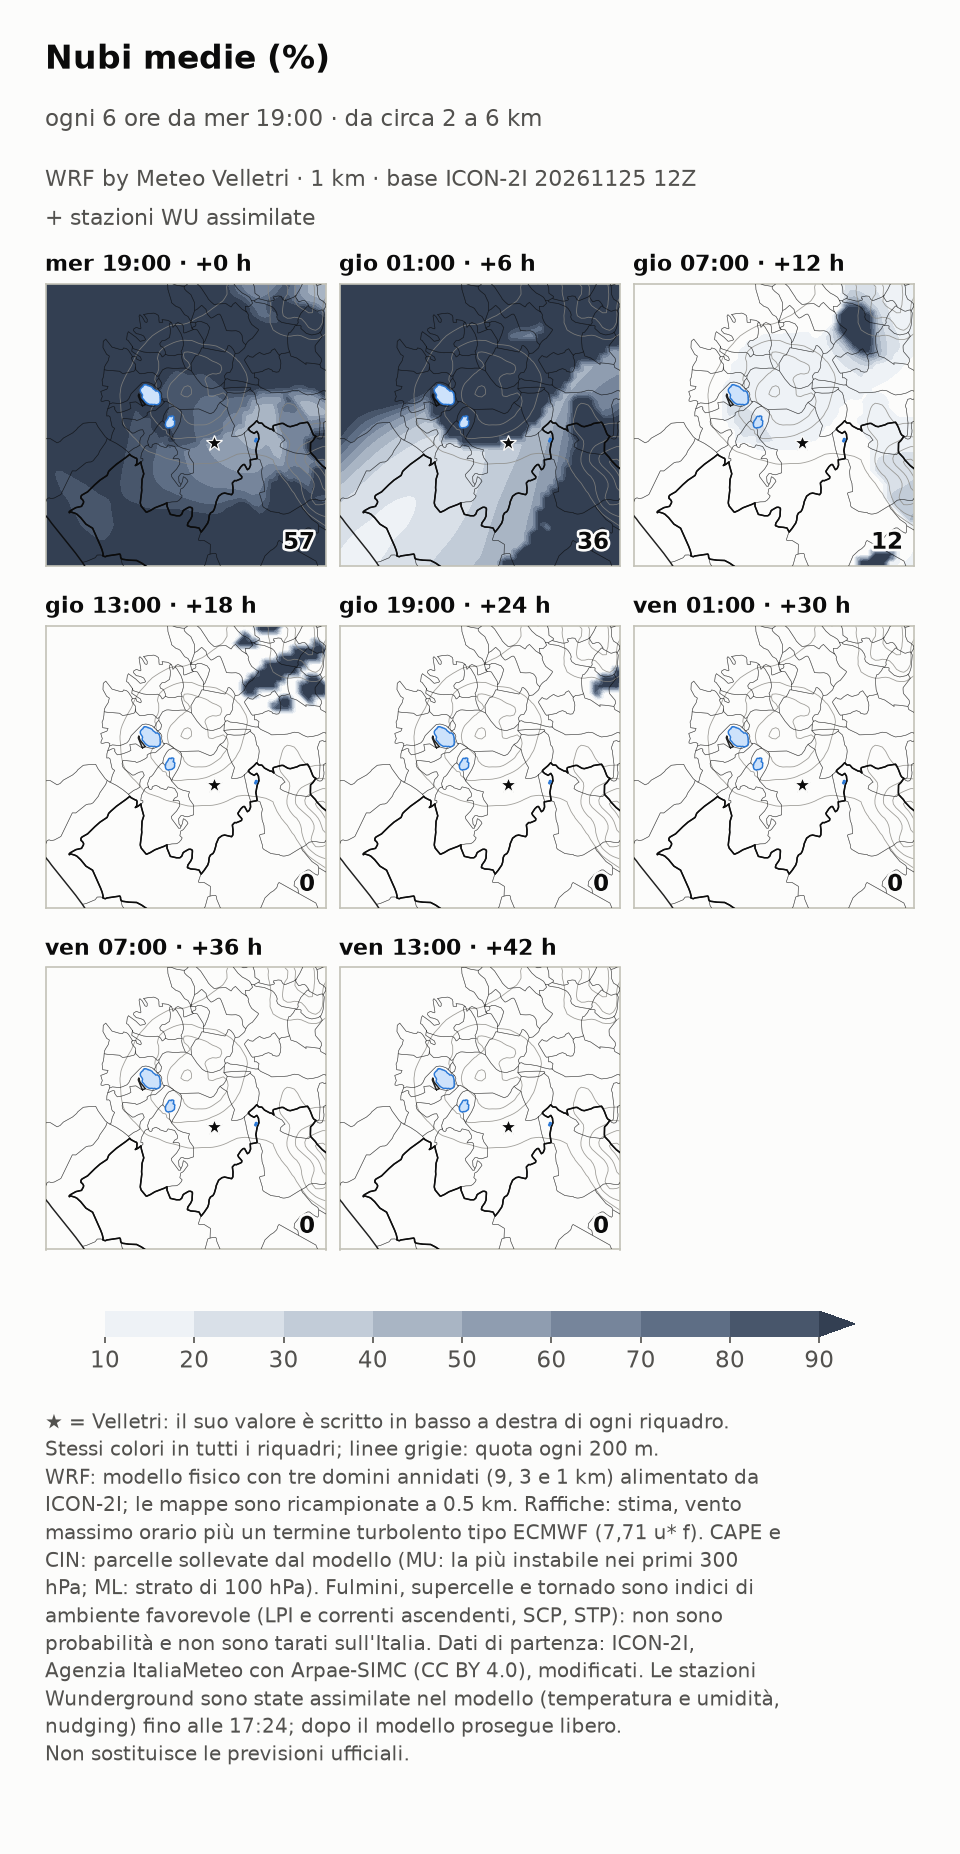 Nubi medie (%)
ogni 6 ore da mer 19:00 · da circa 2 a 6 km
WRF by Meteo Velletri · 1 km · base ICON-2I 20261125 12Z
+ stazioni WU assimilate
mer 19:00 · +0 h
gio 01:00 · +6 h
gio 07:00 · +12 h
57
36
12
gio 13:00 · +18 h
gio 19:00 · +24 h
ven 01:00 · +30 h
0
0
0
ven 07:00 · +36 h
ven 13:00 · +42 h
0
0
10 20 30 40 50 60 70 80 90
★ = Velletri: il suo valore è scritto in basso a destra di ogni riquadro.
Stessi colori in tutti i riquadri; linee grigie: quota ogni 200 m.
WRF: modello fisico con tre domini annidati (9, 3 e 1 km) alimentato da
ICON-2I; le mappe sono ricampionate a 0.5 km. Raffiche: stima, vento
massimo orario più un termine turbolento tipo ECMWF (7,71 u* f). CAPE e
CIN: parcelle sollevate dal modello (MU: la più instabile nei primi 300
hPa; ML: strato di 100 hPa). Fulmini, supercelle e tornado sono indici di
ambiente favorevole (LPI e correnti ascendenti, SCP, STP): non sono
probabilità e non sono tarati sull'Italia. Dati di partenza: ICON-2I,
Agenzia ItaliaMeteo con Arpae-SIMC (CC BY 4.0), modificati. Le stazioni
Wunderground sono state assimilate nel modello (temperatura e umidità,
nudging) fino alle 17:24; dopo il modello prosegue libero.
Non sostituisce le previsioni ufficiali.